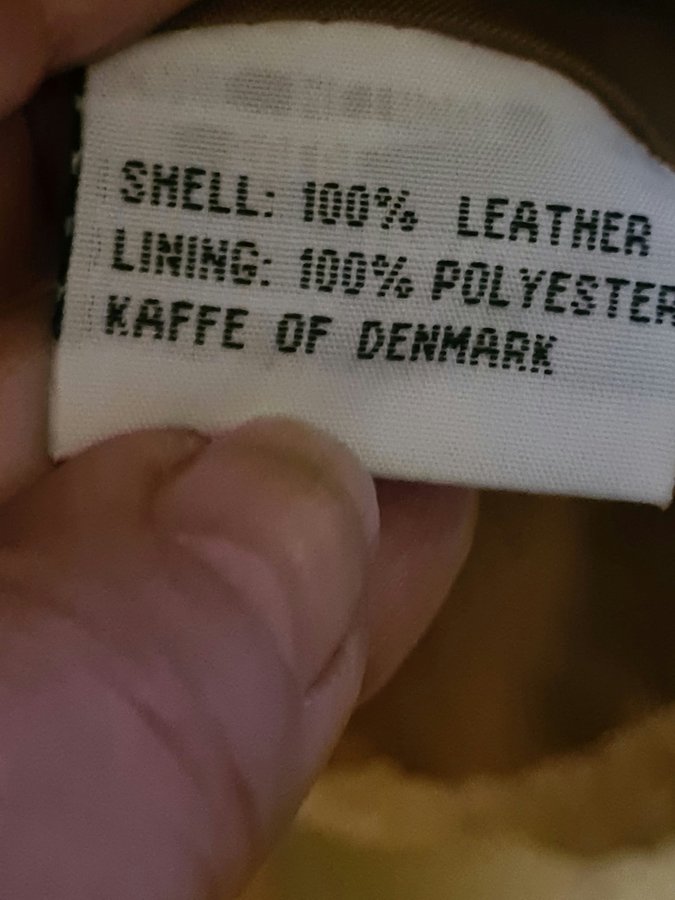 SHELL: 100% LEATHER
LINING: 100% POLYESTER
KAFFE OF DENMARK